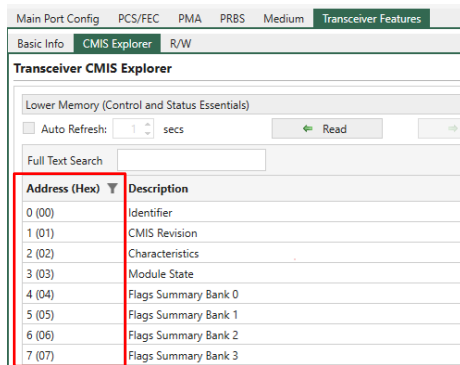 Main Port Config PCS/FEC PMA PRBS Medium Transceiver Features
Basic Info CMIS Explorer R/W
Transceiver CMIS Explorer
Lower Memory (Control and Status Essentials)
Auto Refresh: 1 secs Read
Full Text Search
Address (Hex) Description
0 (00) Identifier
1 (01) CMIS Revision
2 (02) Characteristics
3 (03) Module State
4 (04) Flags Summary Bank 0
5 (05) Flags Summary Bank 1
6 (06) Flags Summary Bank 2
7 (07) Flags Summary Bank 3